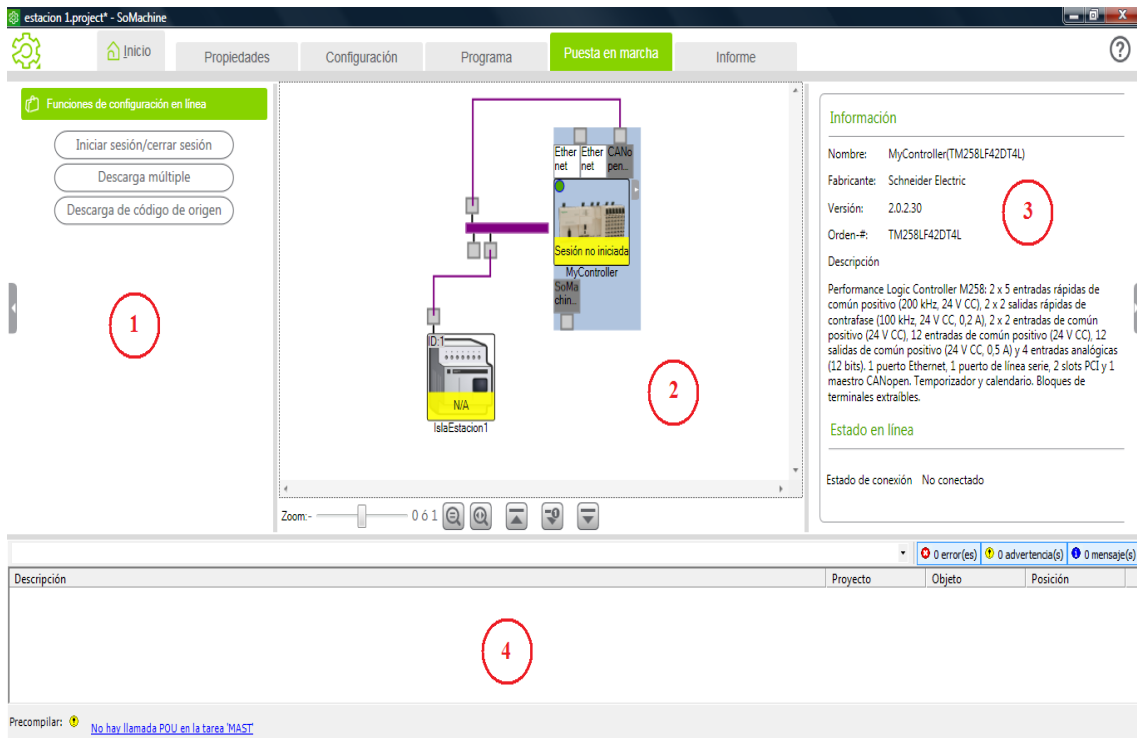 estacion 1.project* - SoMachine
Inicio
Propiedades
Configuración
Programa
Puesta en marcha
Informe
?
Funciones de configuración en línea
Iniciar sesión/cerrar sesión
Descarga múltiple
Descarga de código de origen
1
Ether
net
Ether
net
CANo
pen...
Sesión no iniciada
MyController
SoMa
chin...
ID:1
N/A
IslaEstacion1
2
Zoom:-
0 ó 1
Información
Nombre: MyController(TM258LF42DT4L)
Fabricante: Schneider Electric
Versión: 2.0.2.30
Orden-#: TM258LF42DT4L
Descripción
Performance Logic Controller M258: 2 x 5 entradas rápidas de
común positivo (200 kHz, 24 V CC), 2 x 2 salidas rápidas de
contrafase (100 kHz, 24 V CC, 0,2 A), 2 x 2 entradas de común
positivo (24 V CC), 12 entradas de común positivo (24 V CC), 12
salidas de común positivo (24 V CC, 0,5 A) y 4 entradas analógicas
(12 bits). 1 puerto Ethernet, 1 puerto de línea serie, 2 slots PCI y 1
maestro CANopen. Temporizador y calendario. Bloques de
terminales extraíbles.
Estado en línea
Estado de conexión No conectado
3
0 error(es) 0 advertencia(s) 0 mensaje(s)
Descripción Proyecto Objeto Posición
4
Precompilar: No hay llamada POU en la tarea 'MAST'